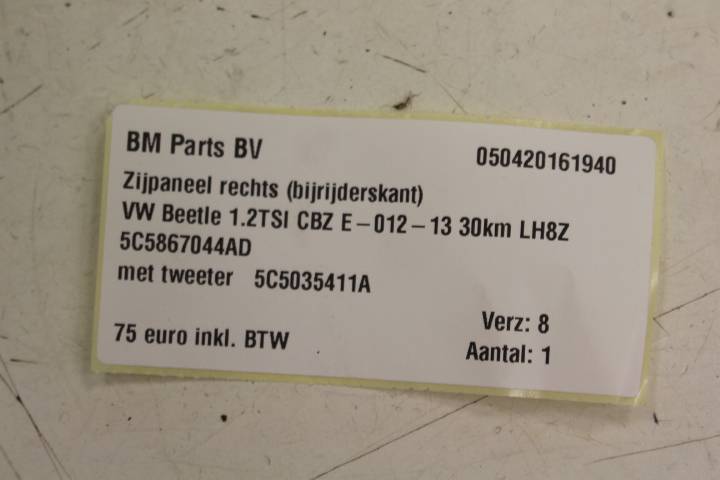 BM Parts BV 050420161940
Zijpaneel rechts (bijrijderskant)
VW Beetle 1.2TSI CBZ E-012-13 30km LH8Z
5C5867044AD
met tweeter 5C5035411A
Verz: 8
75 euro inkl. BTW Aantal: 1